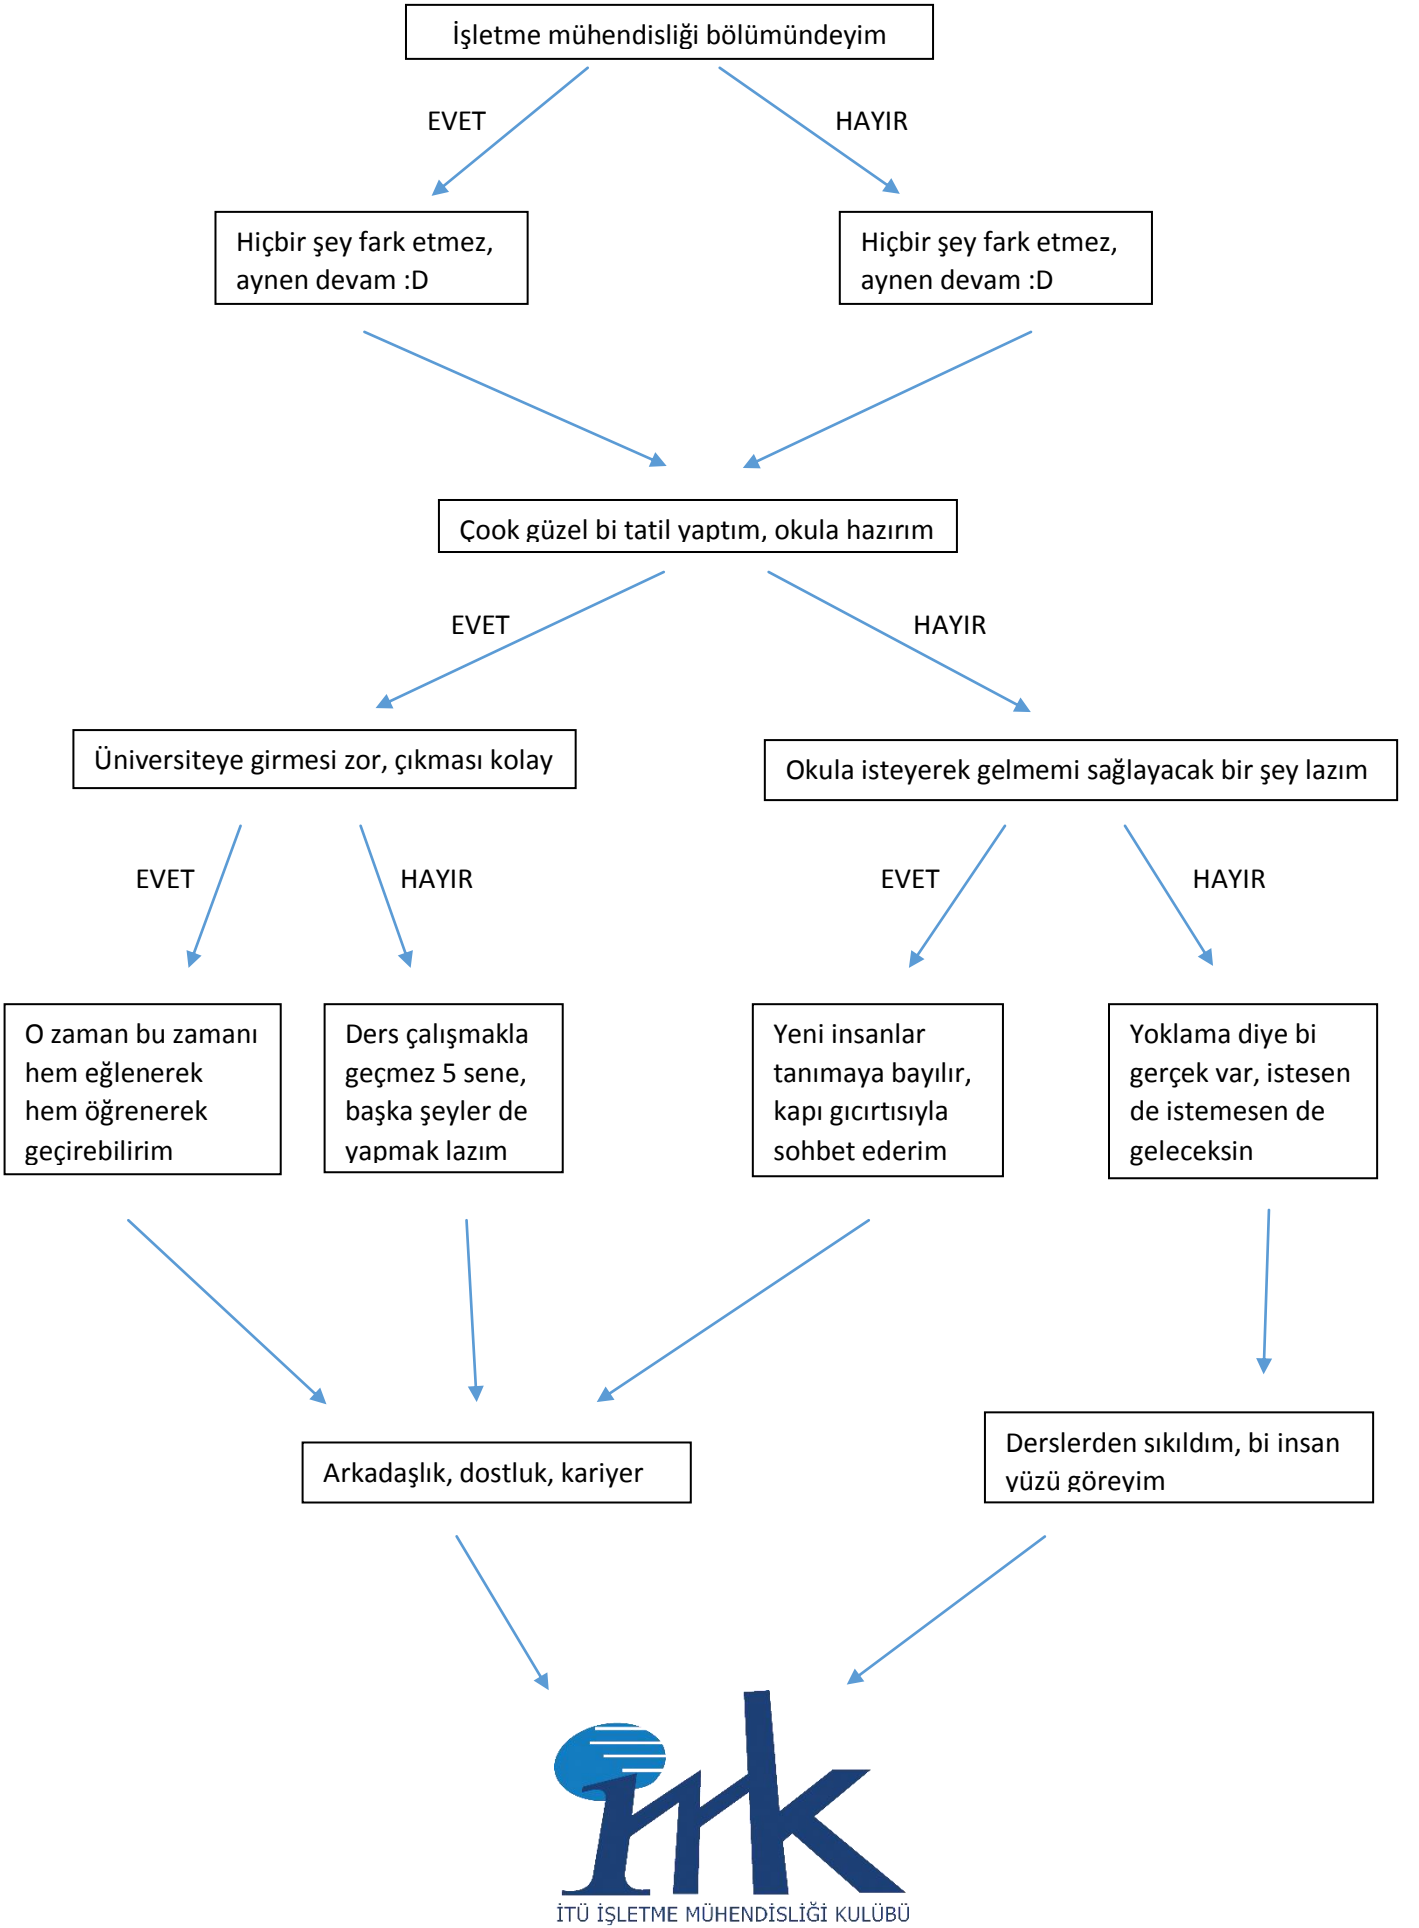 İşletme mühendisliği bölümündeyim
EVET
HAYIR
Hiçbir şey fark etmez,
aynen devam :D
Hiçbir şey fark etmez,
aynen devam :D
Çook güzel bi tatil yaptım, okula hazırım
EVET
HAYIR
Üniversiteye girmesi zor, çıkması kolay
Okula isteyerek gelmemi sağlayacak bir şey lazım
EVET
HAYIR
EVET
HAYIR
O zaman bu zamanı
hem eğlenerek
hem öğrenerek
geçirebilirim
Ders çalışmakla
geçmez 5 sene,
başka şeyler de
yapmak lazım
Yeni insanlar
tanımaya bayılır,
kapı gıcırtısıyla
sohbet ederim
Yoklama diye bi
gerçek var, istesen
de istemesen de
geleceksin
Arkadaşlık, dostluk, kariyer
Derslerden sıkıldım, bi insan
yüzü göreyim
imk
İTÜ İŞLETME MÜHENDİSLİĞİ KULÜBÜ